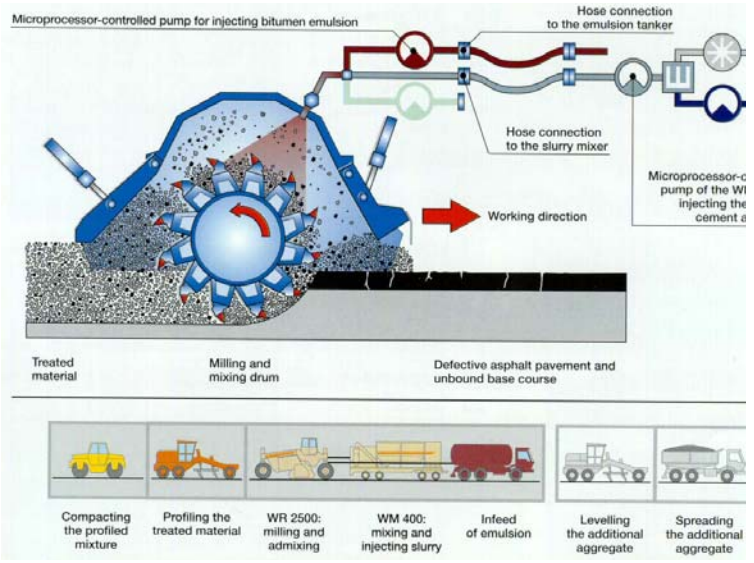 Microprocessor-controlled pump for injecting bitumen emulsion
Hose connection
to the emulsion tanker
Hose connection
to the slurry mixer
Microprocessor-c
pump of the
injecting the
cement a
Working direction
Treated
material
Milling and
mixing drum
Defective asphalt pavement and
unbound base course
Compacting
the profiled
mixture
Profiling the
treated material
WR 2500:
milling and
admixing
WM 400:
mixing and
injecting slurry
Infeed
of emulsion
Levelling
the additional
aggregate
Spreading
the additional
aggregate